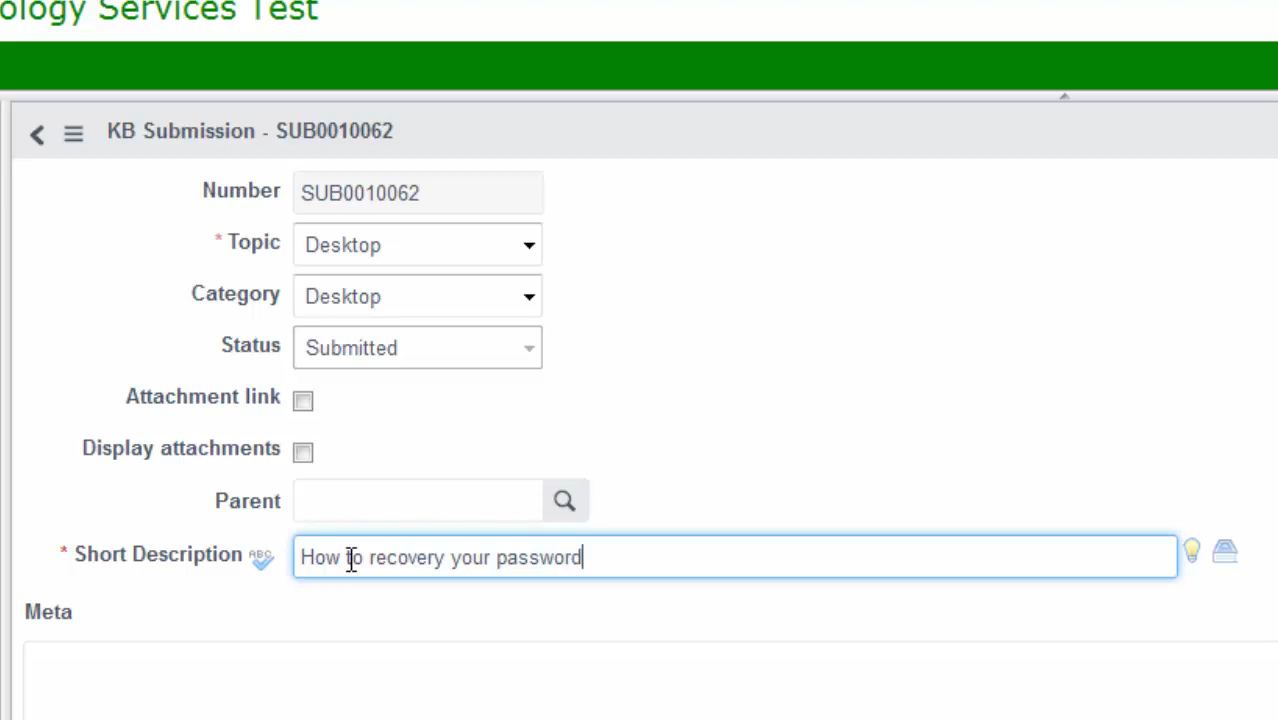 ology Services Test
KB Submission - SUB0010062
Number SUB0010062
* Topic Desktop
Category Desktop
Status Submitted
Attachment link
Display attachments
Parent
* Short Description ABC How to recovery your password
Meta